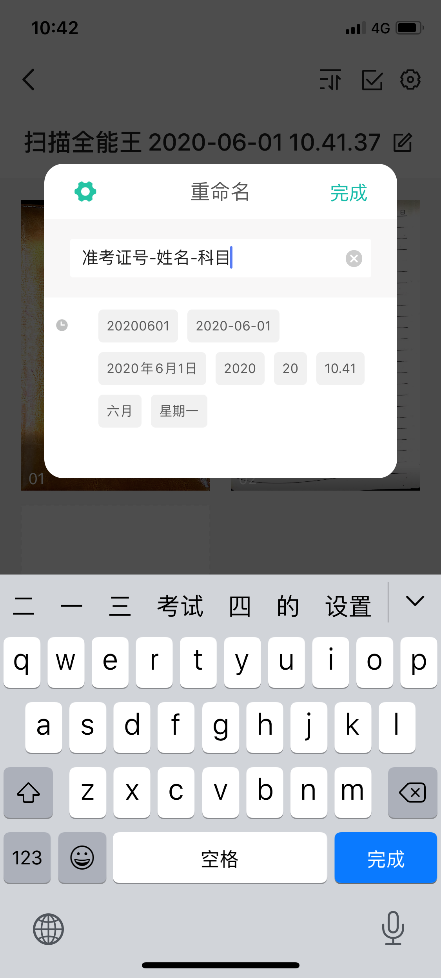 10:42 4G
扫描全能王 2020-06-01 10.41.37
重命名 完成
准考证号-姓名-科目
20200601 2020-06-01
2020年6月1日 2020 20 10.41
六月 星期一
01
二 一 三 考试 四 的 设置
q w e r t y u i o p
a s d f g h j k l
z x c v b n m
123 空格 完成